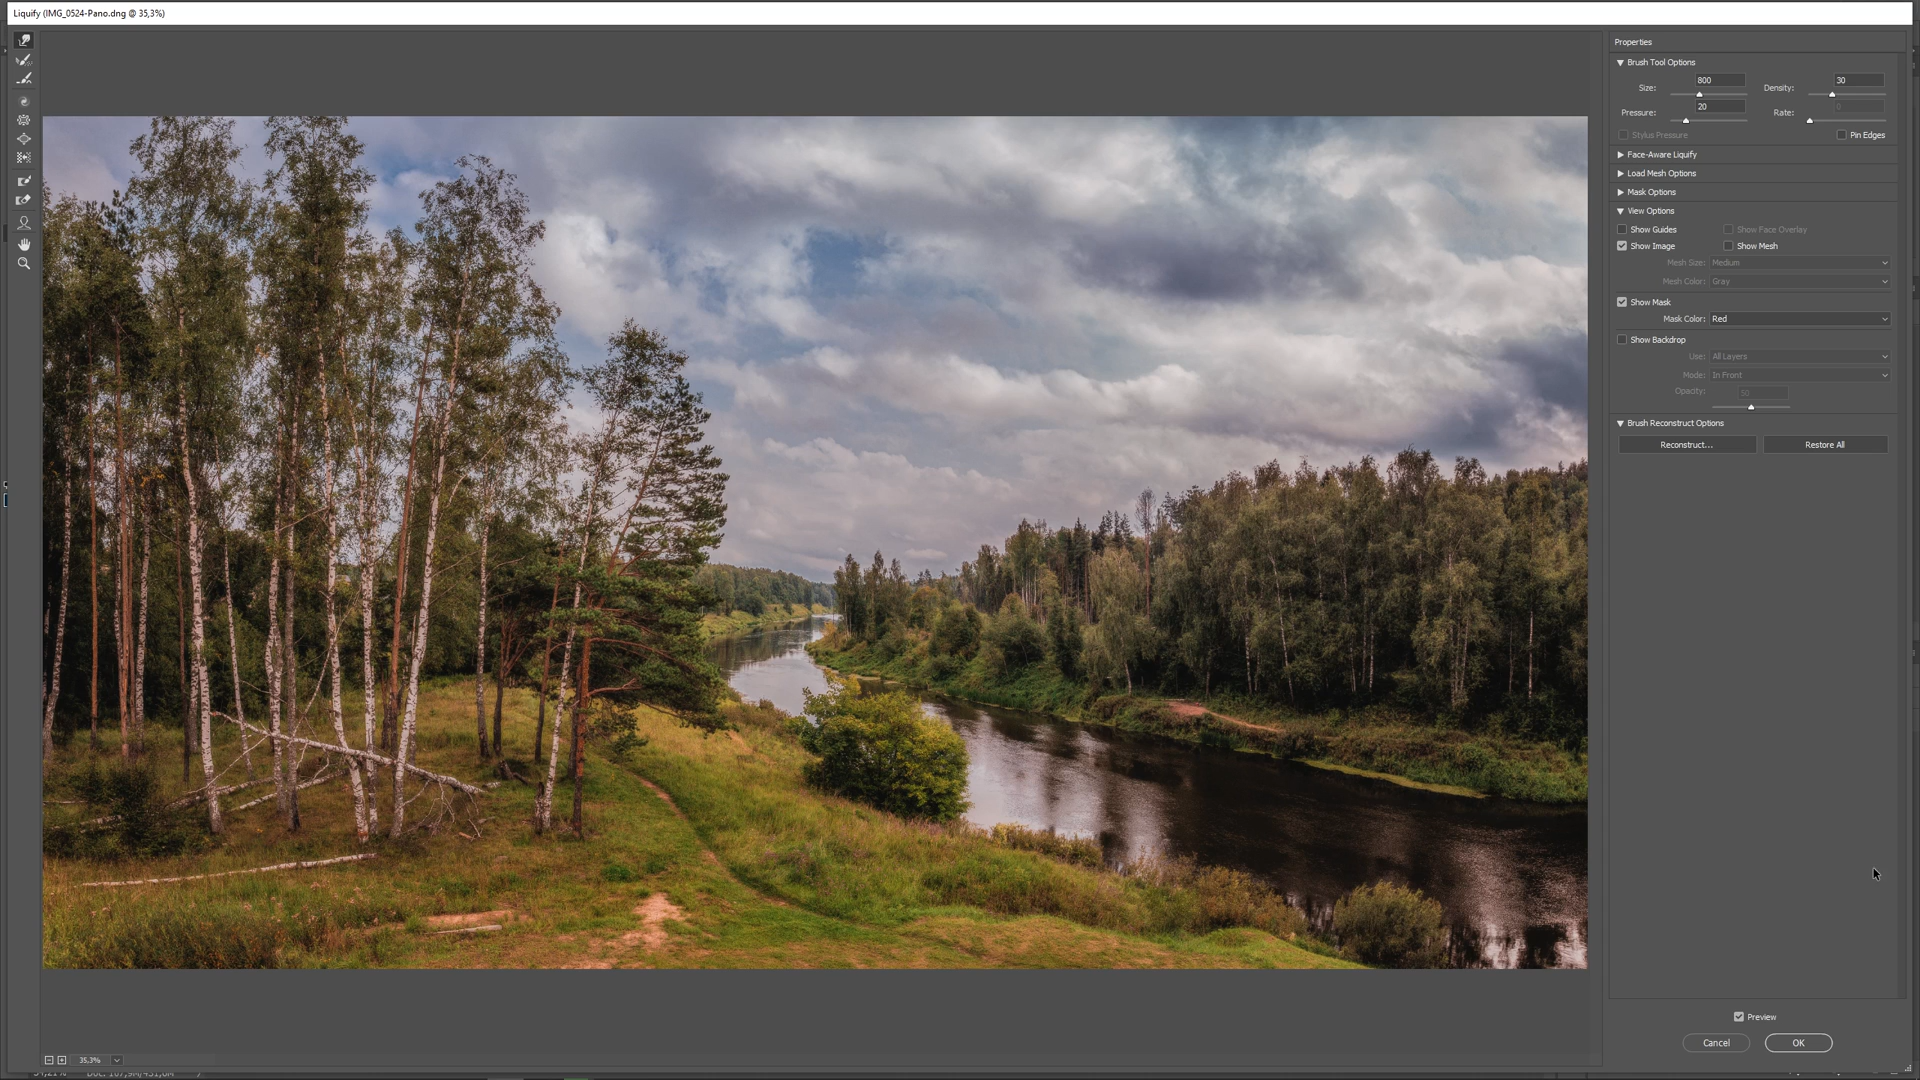 Liquify (IMG_0524-Pano.dng @ 35,3%)
Properties
Brush Tool Options
Size: 800 Density: 30
Pressure: 20 Rate: 0
Stylus Pressure Pin Edges
Face-Aware Liquify
Load Mesh Options
Mask Options
View Options
Show Guides Show Face Overlay
Show Image Show Mesh
Mesh Size: Medium
Mesh Color: Gray
Show Mask
Mask Color: Red
Show Backdrop
Use: All Layers
Mode: In Front
Opacity: 50
Brush Reconstruct Options
Reconstruct... Restore All
Preview
Cancel OK
35,3%